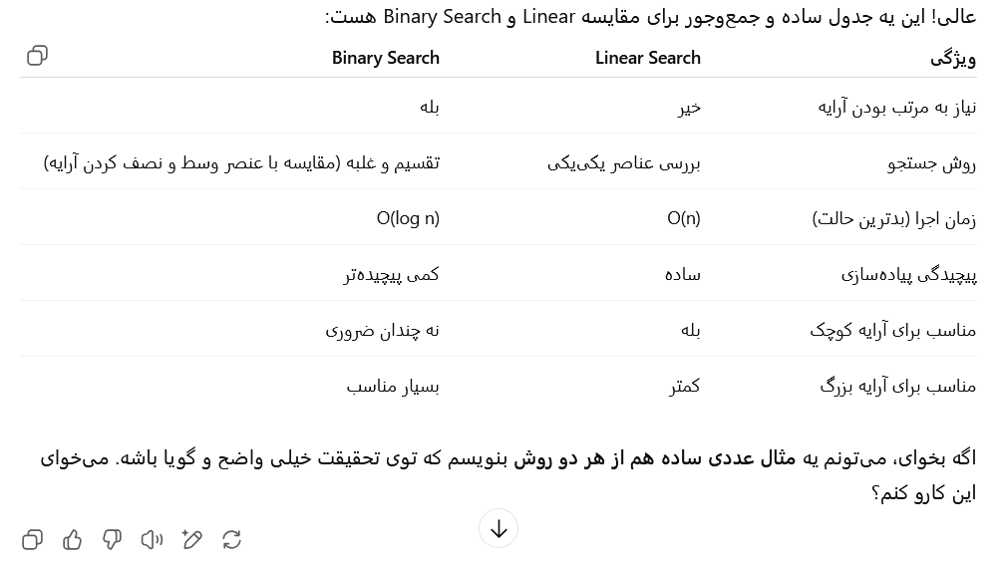 عالی! این یه جدول ساده و جمع‌وجور برای مقایسه Linear Search و Binary Search هست:
ویژگی Linear Search Binary Search
نیاز به مرتب بودن آرایه خیر بله
روش جستجو بررسی عناصر یکی‌یکی تقسیم و غلبه (مقایسه با عنصر وسط و نصف کردن آرایه)
زمان اجرا (بدترین حالت) O(n) O(log n)
پیچیدگی پیاده‌سازی ساده کمی پیچیده‌تر
مناسب برای آرایه کوچک بله نه چندان ضروری
مناسب برای آرایه بزرگ کمتر بسیار مناسب
اگه بخوای، می‌تونم یه مثال عددی ساده هم از هر دو روش بنویسم که توی تحقیقت خیلی واضح و گویا باشه. می‌خوای
این کارو کنم؟